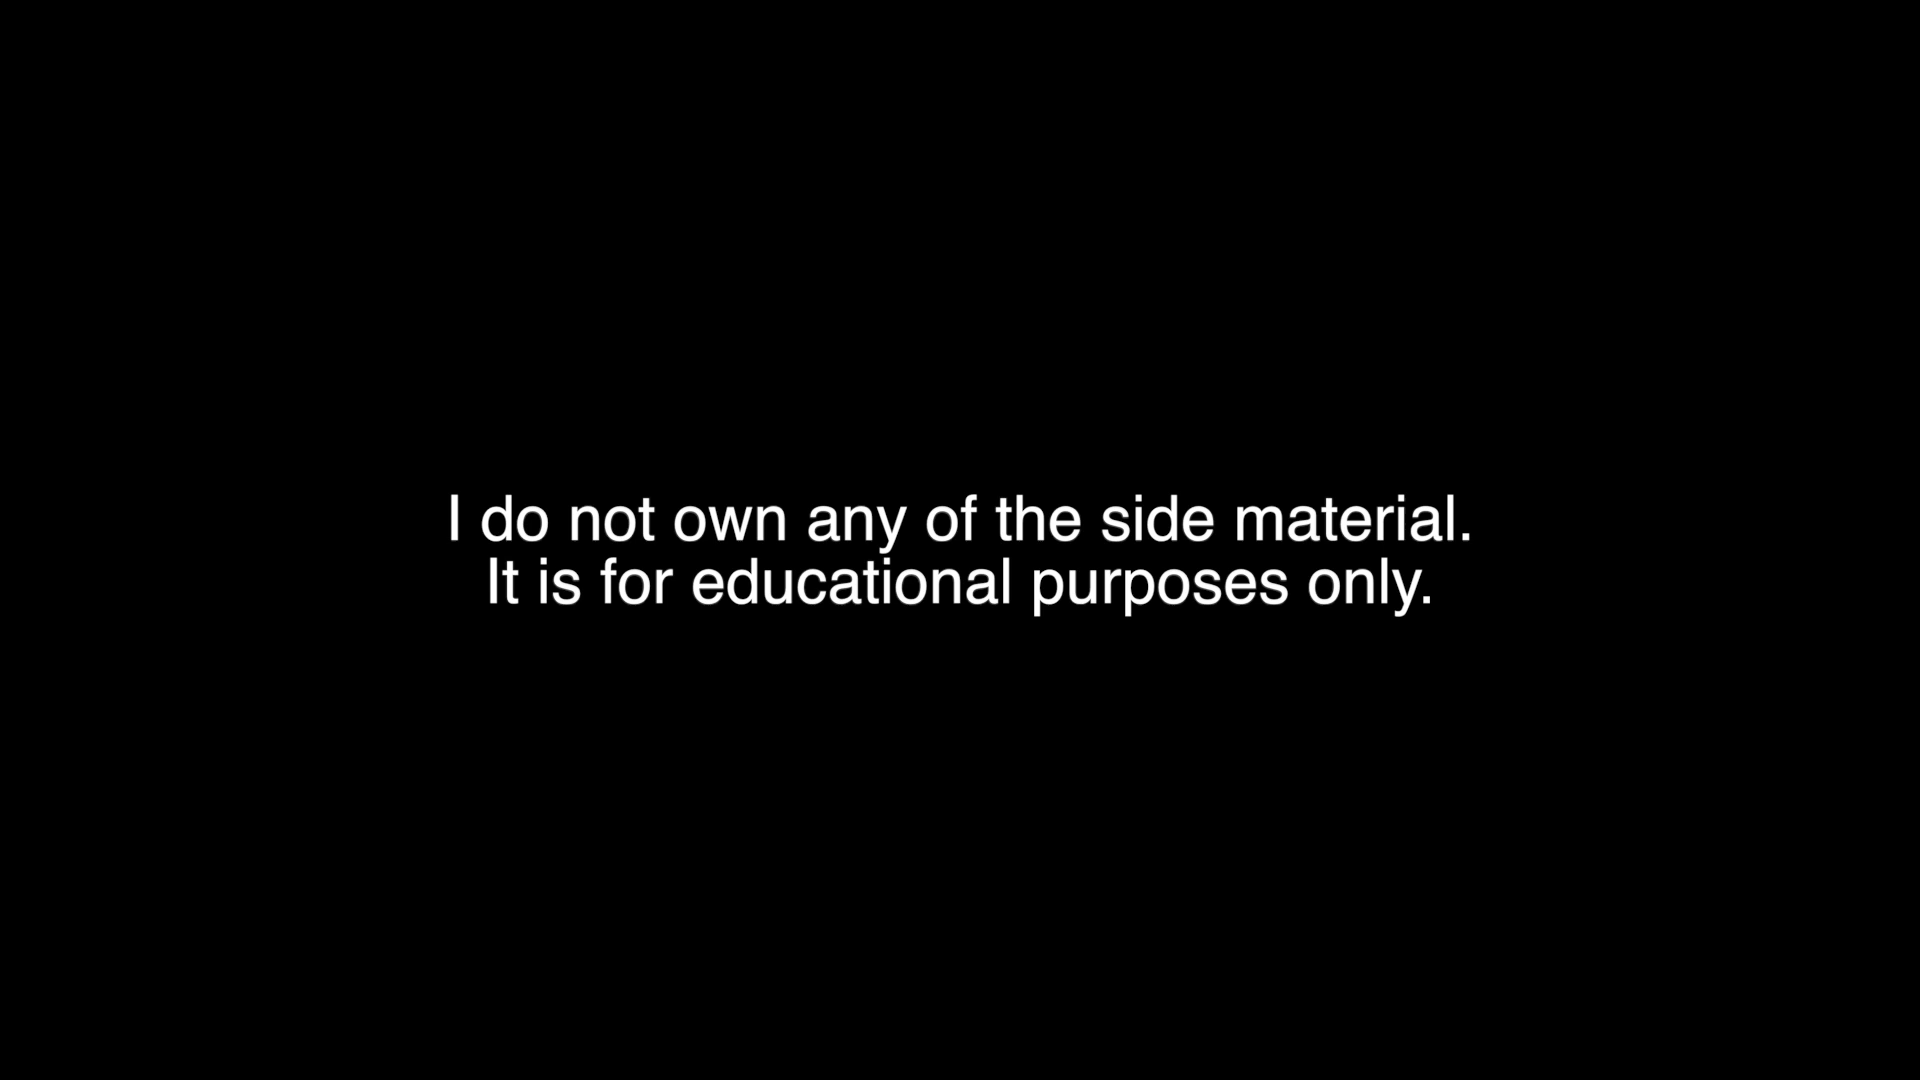 I do not own any of the side material.
It is for educational purposes only.